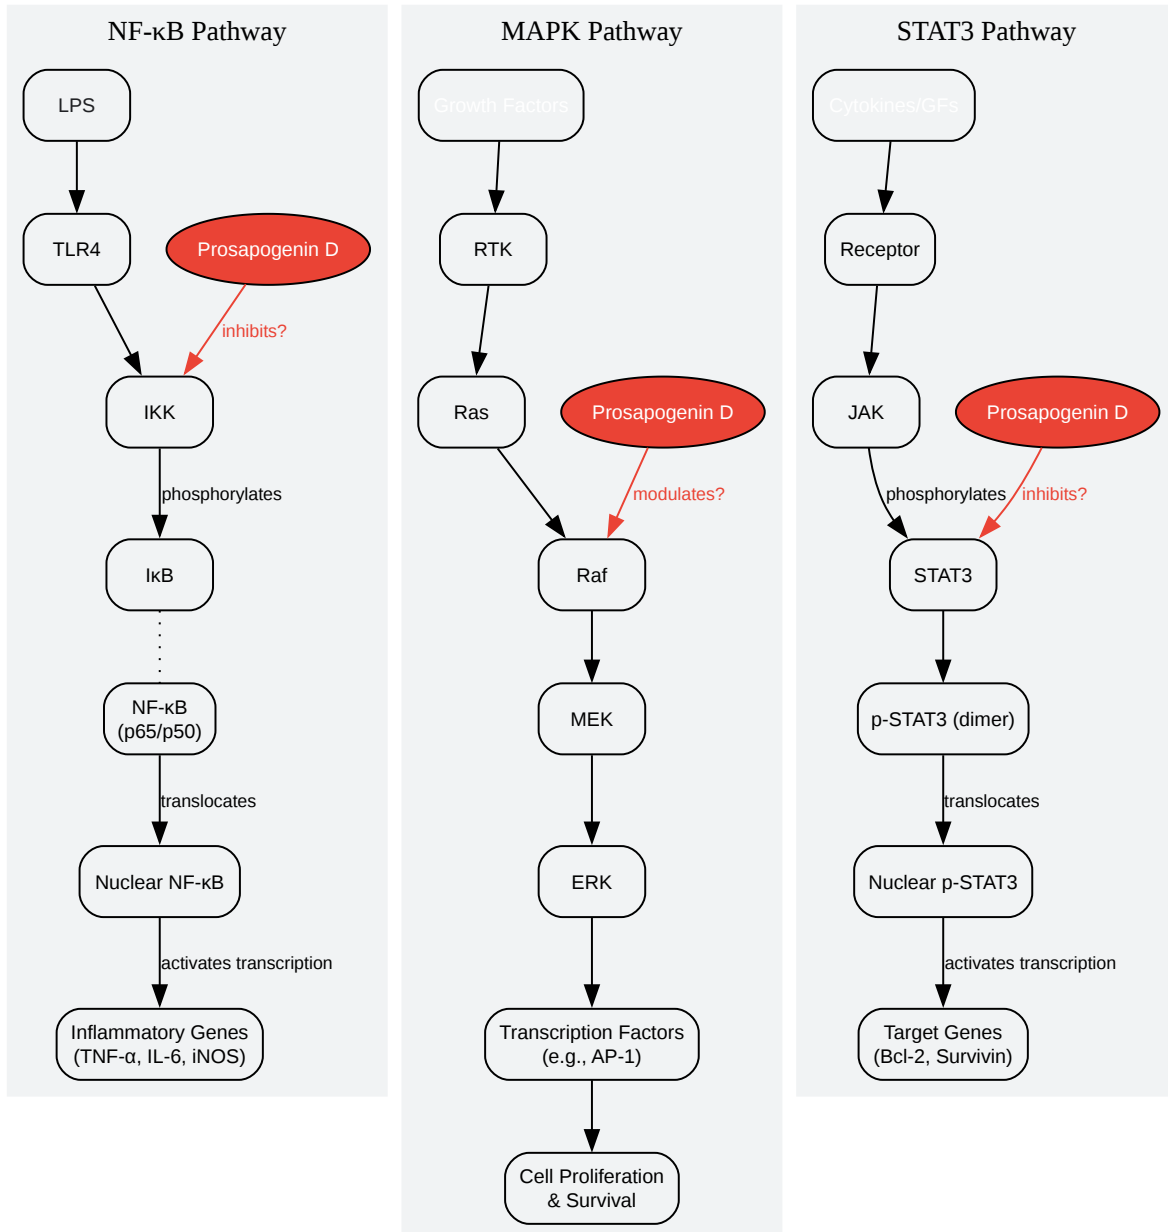 NF-κB Pathway
LPS
TLR4
Prosapogenin D
inhibits?
IKK
phosphorylates
IκB
NF-κB
(p65/p50)
translocates
Nuclear NF-κB
activates transcription
Inflammatory Genes
(TNF-α, IL-6, iNOS)
MAPK Pathway
Growth Factors
RTK
Ras
Prosapogenin D
modulates?
Raf
MEK
ERK
Transcription Factors
(e.g., AP-1)
Cell Proliferation
& Survival
STAT3 Pathway
Cytokines/GFs
Receptor
JAK
Prosapogenin D
phosphorylates
inhibits?
STAT3
p-STAT3 (dimer)
translocates
Nuclear p-STAT3
activates transcription
Target Genes
(Bcl-2, Survivin)